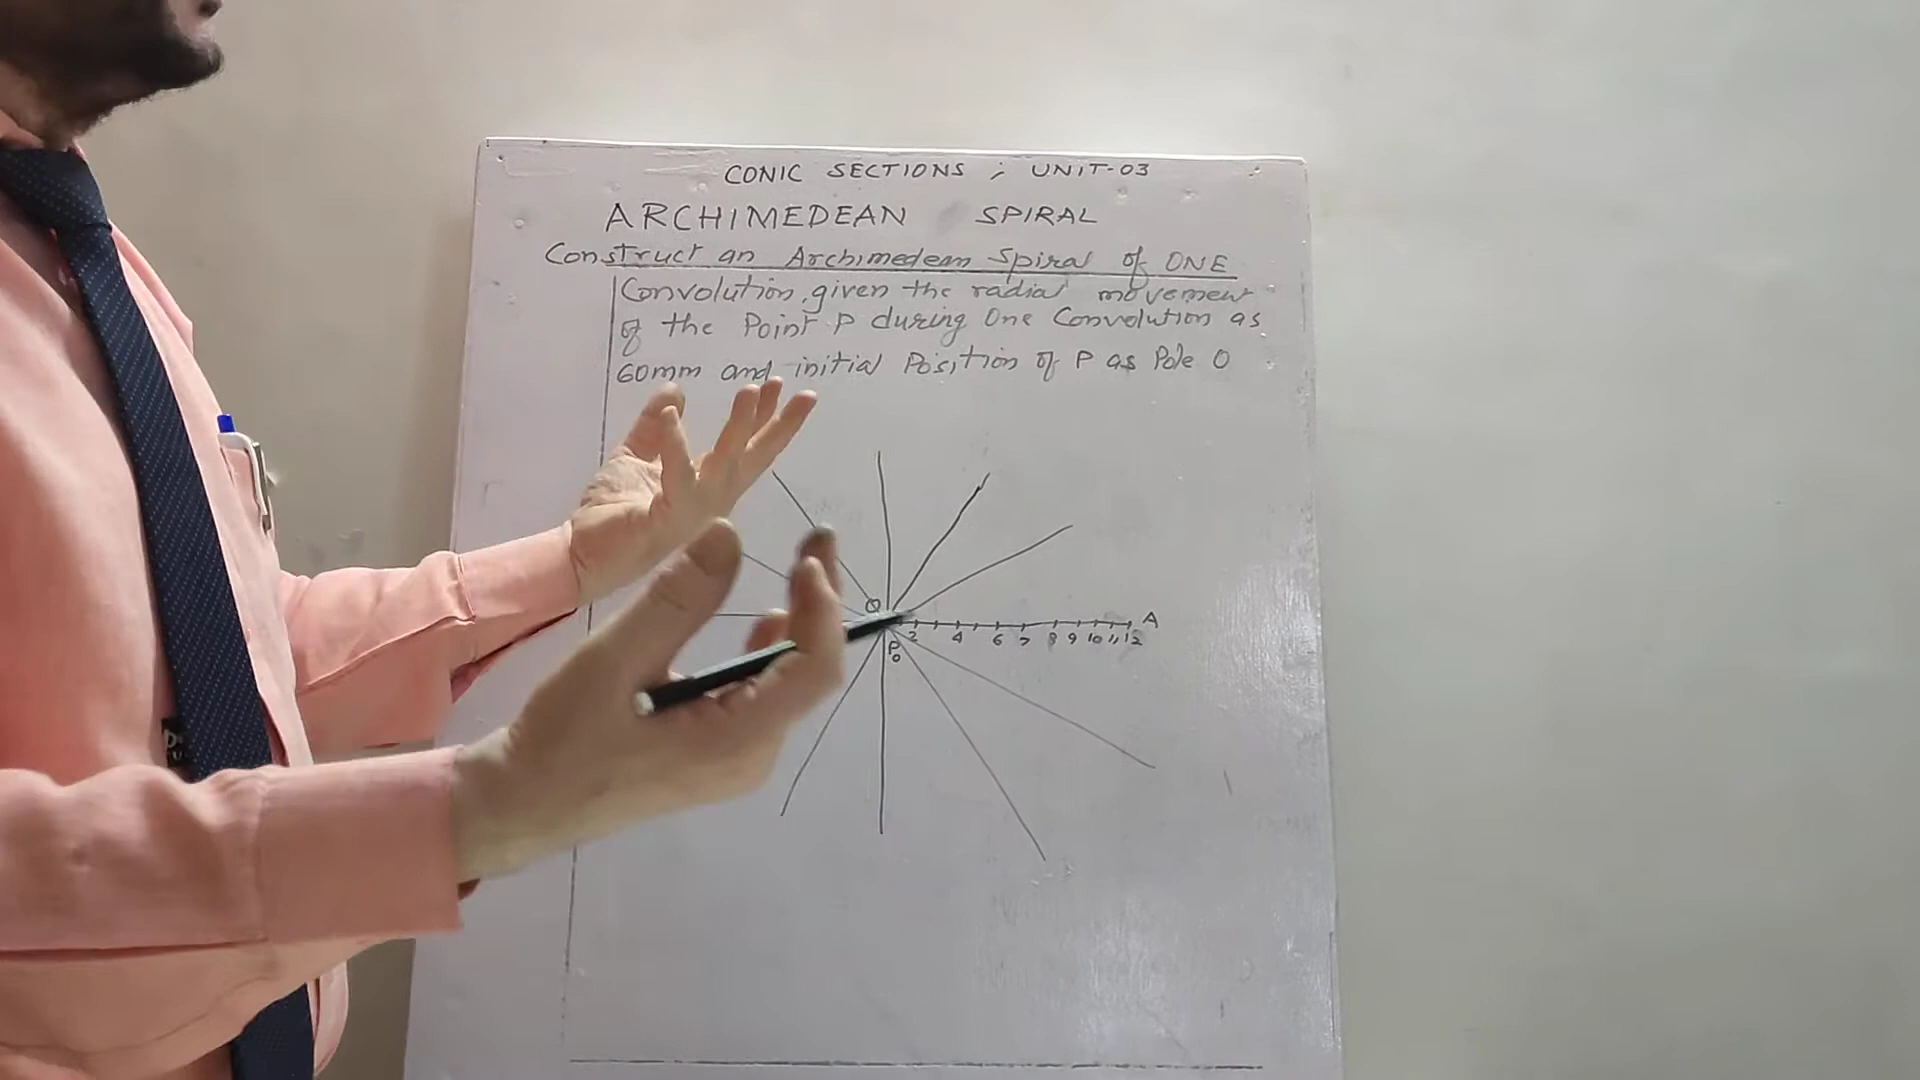 CONIC SECTIONS ; UNIT-03
ARCHIMEDEAN SPIRAL
Construct an Archimedean Spiral of ONE
Convolution, given the radial movement
of the Point P during One Convolution as
60mm and initial Position of P as Pole O
O
2 4 6 7 8 9 10 11 12 A
P0